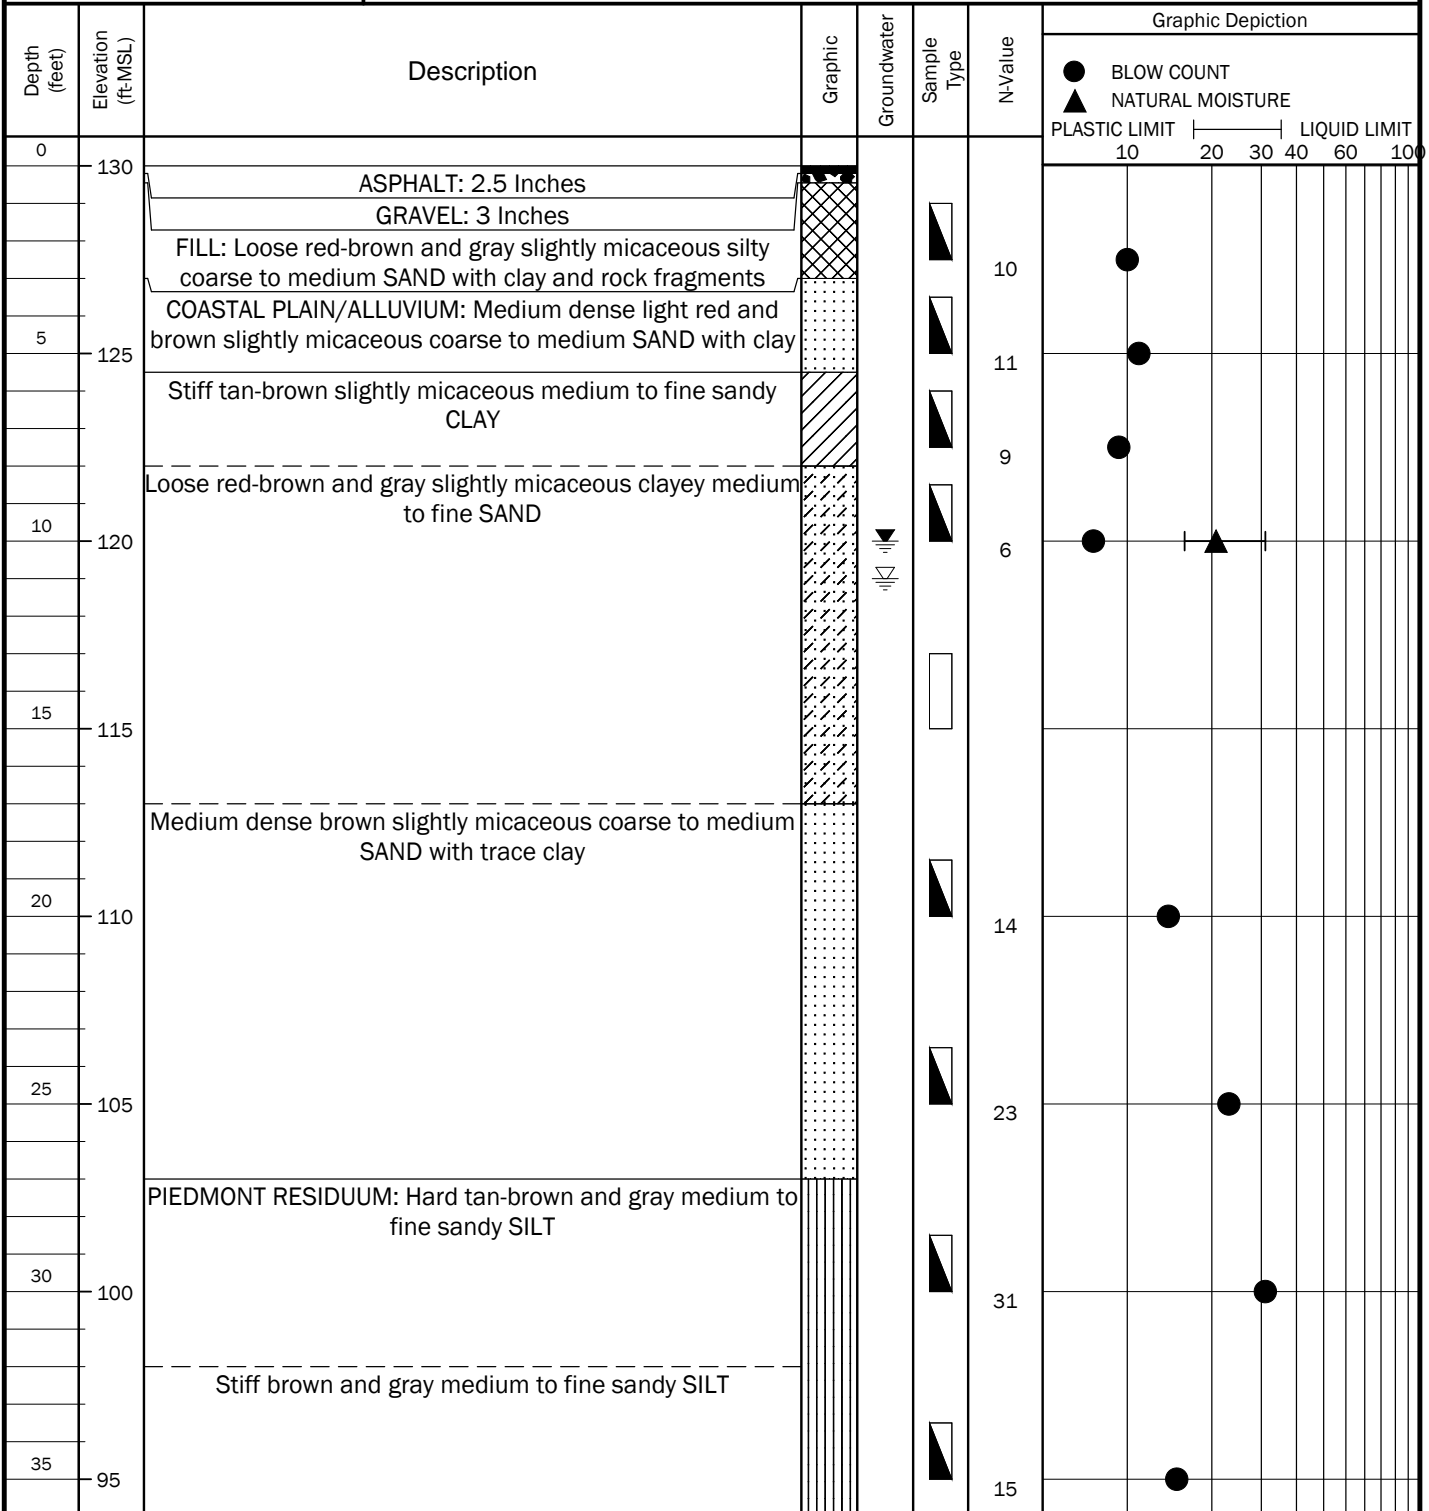 Depth
(feet)
Elevation
(ft-MSL)
Description
Graphic
Groundwater
Sample
Type
N-Value
Graphic Depiction
BLOW COUNT
NATURAL MOISTURE
PLASTIC LIMIT LIQUID LIMIT
10 20 30 40 60 100
0
130
ASPHALT: 2.5 Inches
GRAVEL: 3 Inches
FILL: Loose red-brown and gray slightly micaceous silty
coarse to medium SAND with clay and rock fragments
10
COASTAL PLAIN/ALLUVIUM: Medium dense light red and
brown slightly micaceous coarse to medium SAND with clay
5
125
11
Stiff tan-brown slightly micaceous medium to fine sandy
CLAY
9
Loose red-brown and gray slightly micaceous clayey medium
to fine SAND
10
120
6
15
115
Medium dense brown slightly micaceous coarse to medium
SAND with trace clay
20
110
14
25
105
23
PIEDMONT RESIDUUM: Hard tan-brown and gray medium to
fine sandy SILT
30
100
31
Stiff brown and gray medium to fine sandy SILT
35
95
15